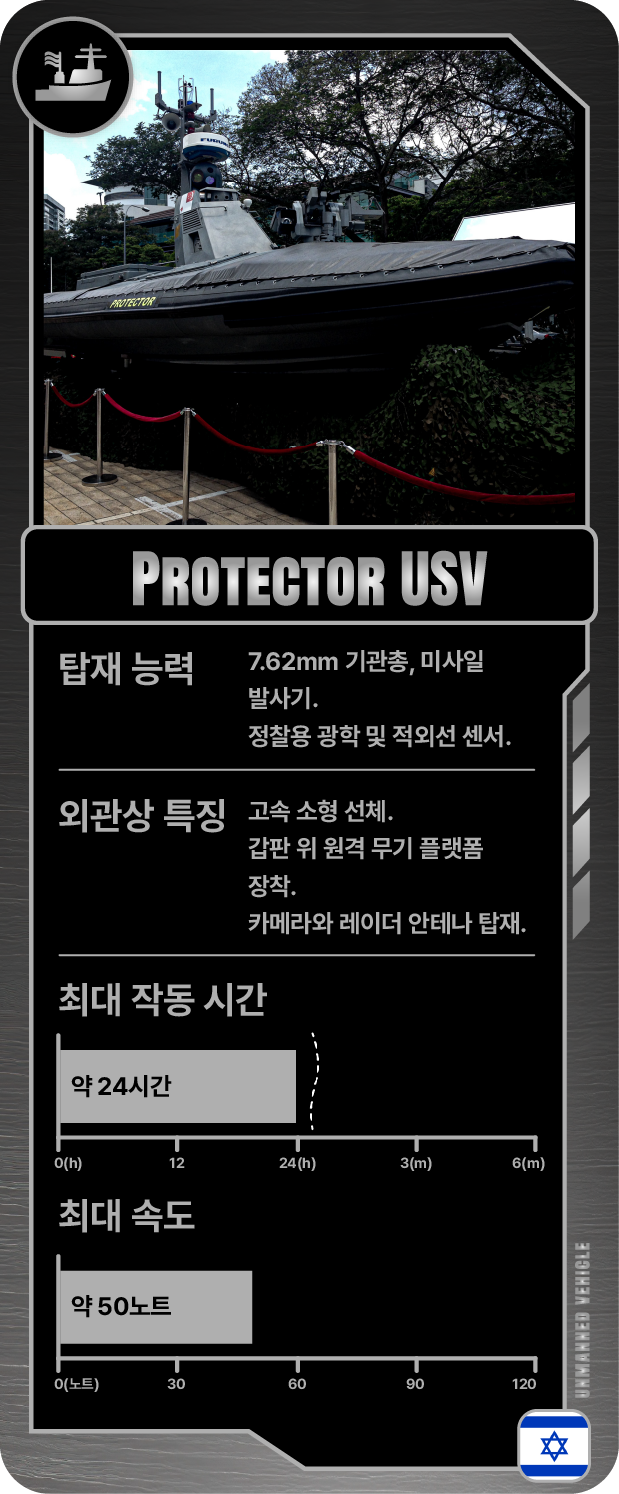 FURUNO
PROTECTOR
PROTECTOR USV
탑재 능력
7.62mm 기관총, 미사일
발사기.
정찰용 광학 및 적외선 센서.
외관상 특징
고속 소형 선체.
갑판 위 원격 무기 플랫폼
장착.
카메라와 레이더 안테나 탑재.
최대 작동 시간
약 24시간
0(h) 12 24(h) 3(m) 6(m)
최대 속도
약 50노트
0(노트) 30 60 90 120
UNMANNED VEHICLE